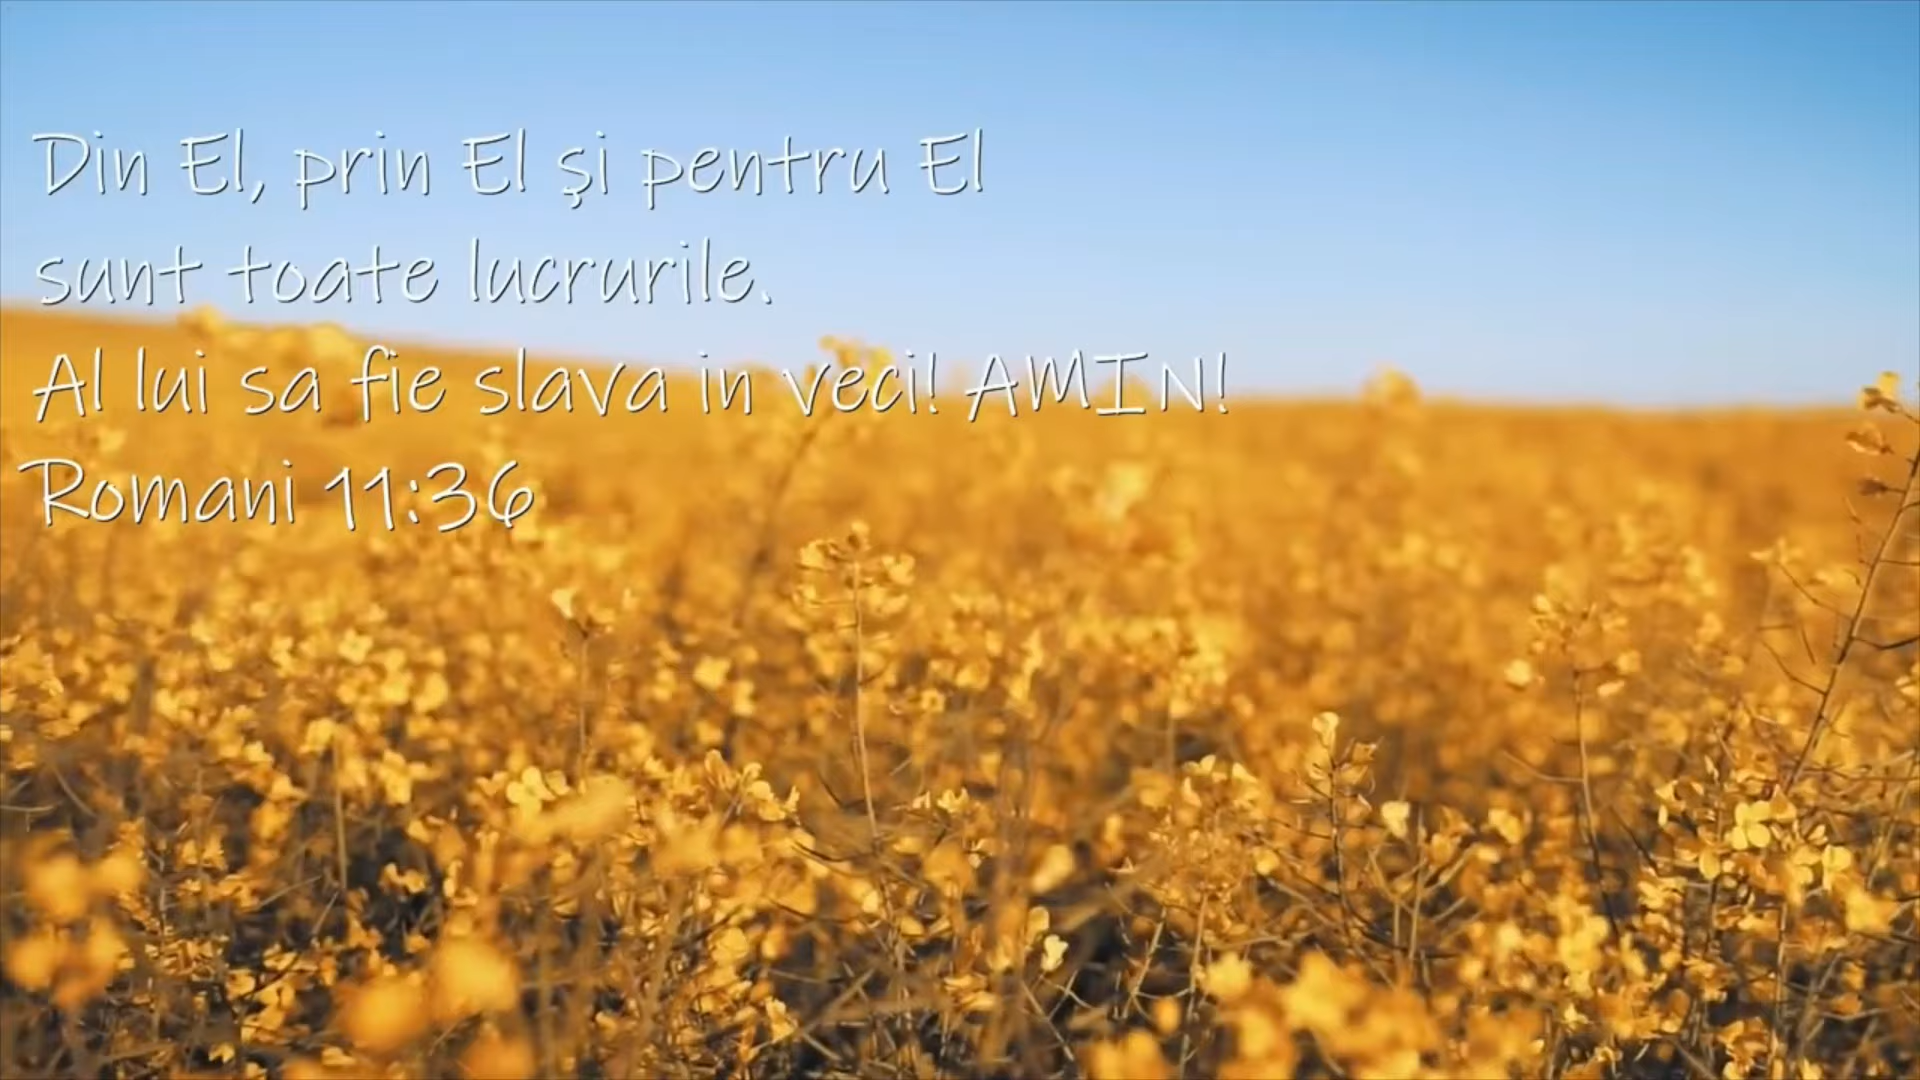 Din El, prin El și pentru El
sunt toate lucrurile.
Al lui sa fie slava in veci! AMIN!
Romani 11:36